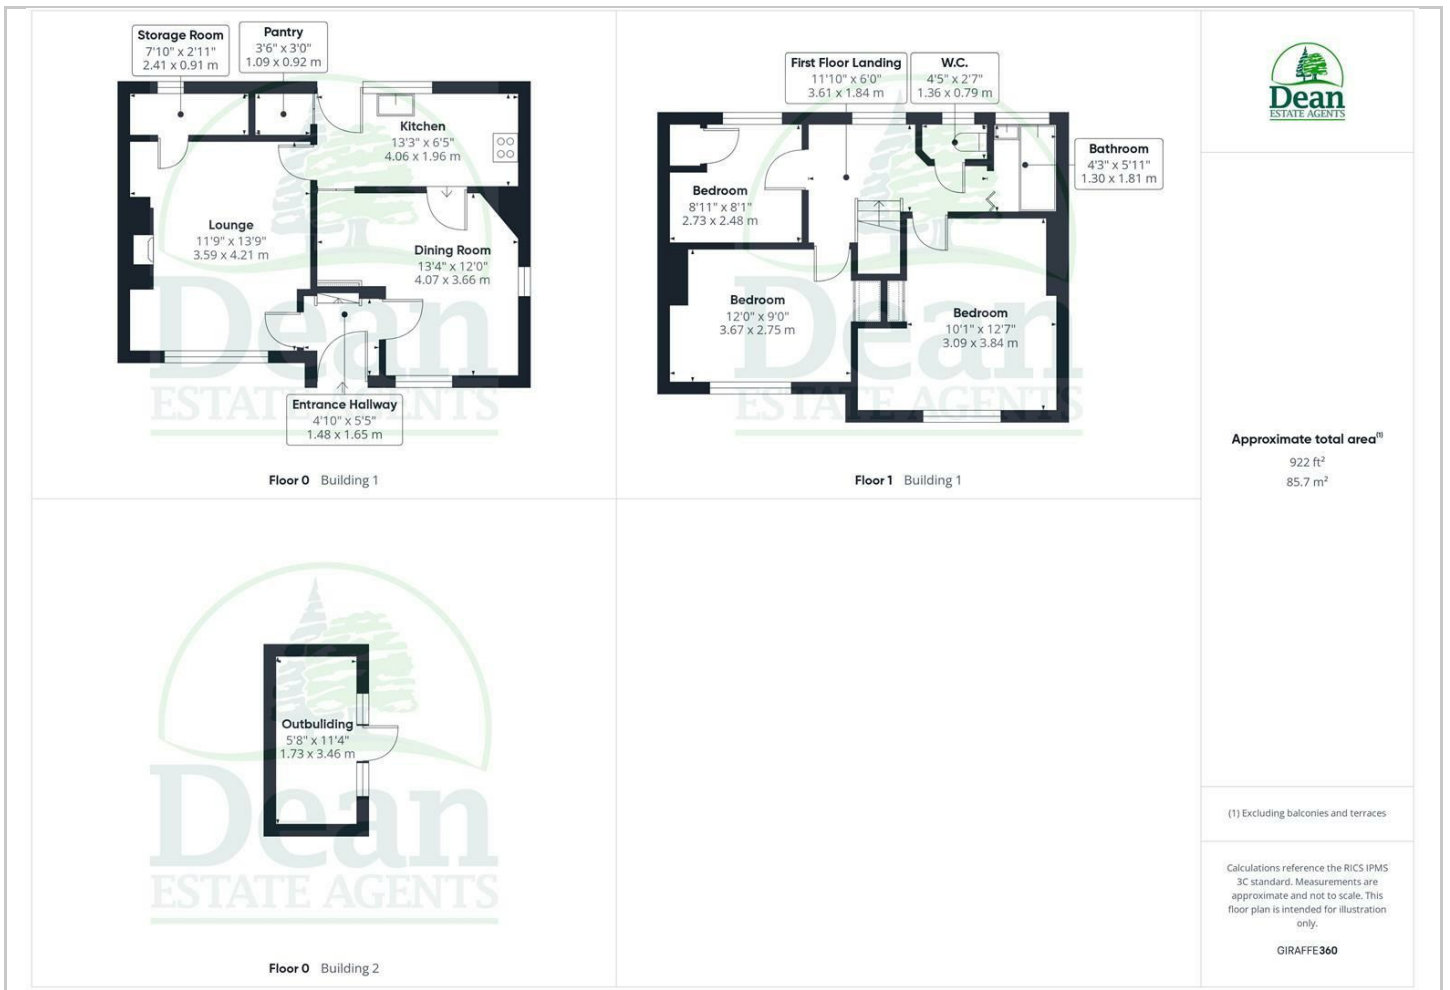 Storage Room
7'10" x 2'11"
2.41 x 0.91 m
Pantry
3'6" x 3'0"
1.09 x 0.92 m
Kitchen
13'3" x 6'5"
4.06 x 1.96 m
Lounge
11'9" x 13'9"
3.59 x 4.21 m
Dining Room
13'4" x 12'0"
4.07 x 3.66 m
Entrance Hallway
4'10" x 5'5"
1.48 x 1.65 m
Dean
ESTATE AGENTS
Floor 0 Building 1
First Floor Landing
11'10" x 6'0"
3.61 x 1.84 m
W.C.
4'5" x 2'7"
1.36 x 0.79 m
Bathroom
4'3" x 5'11"
1.30 x 1.81 m
Bedroom
8'11" x 8'1"
2.73 x 2.48 m
Bedroom
12'0" x 9'0"
3.67 x 2.75 m
Bedroom
10'1" x 12'7"
3.09 x 3.84 m
Dean
ESTATE AGENTS
Floor 1 Building 1
Outbuliding
5'8" x 11'4"
1.73 x 3.46 m
Dean
ESTATE AGENTS
Floor 0 Building 2
Dean
ESTATE AGENTS
Approximate total area(1)
922 ft²
85.7 m²
(1) Excluding balconies and terraces
Calculations reference the RICS IPMS
3C standard. Measurements are
approximate and not to scale. This
floor plan is intended for illustration
only.
GIRAFFE360